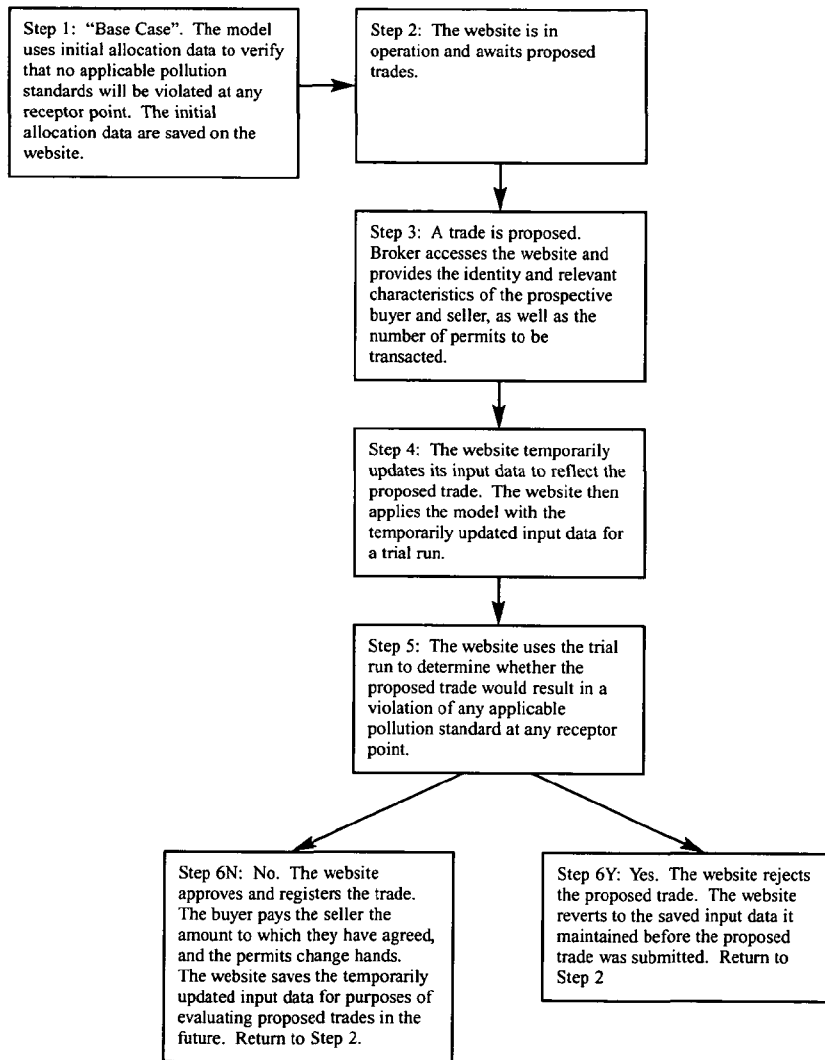 Step 1: “Base Case”. The model
uses initial allocation data to verify
that no applicable pollution
standards will be violated at any
receptor point. The initial
allocation data are saved on the
website.
Step 2: The website is in
operation and awaits proposed
trades.
Step 3: A trade is proposed.
Broker accesses the website and
provides the identity and relevant
characteristics of the prospective
buyer and seller, as well as the
number of permits to be
transacted.
Step 4: The website temporarily
updates its input data to reflect the
proposed trade. The website then
applies the model with the
temporarily updated input data for
a trial run.
Step 5: The website uses the trial
run to determine whether the
proposed trade would result in a
violation of any applicable
pollution standard at any receptor
point.
Step 6N: No. The website
approves and registers the trade.
The buyer pays the seller the
amount to which they have agreed,
and the permits change hands.
The website saves the temporarily
updated input data for purposes of
evaluating proposed trades in the
future. Return to Step 2.
Step 6Y: Yes. The website rejects
the proposed trade. The website
reverts to the saved input data it
maintained before the proposed
trade was submitted. Return to
Step 2